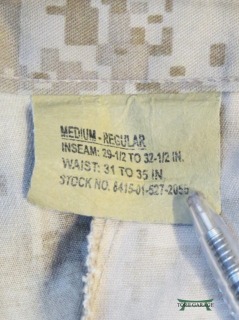 MEDIUM - REGULAR
INSEAM: 29-1/2 TO 32-1/2 IN.
WAIST: 31 TO 35 IN.
STOCK NO. 8415-01-527-2056